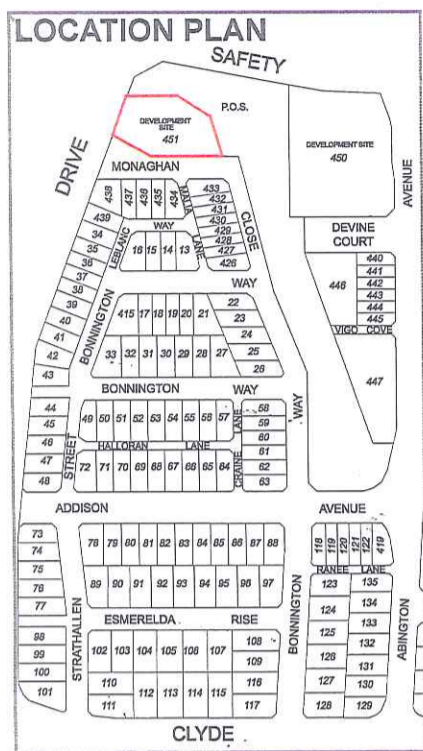 LOCATION PLAN
SAFETY
P.O.S.
DEVELOPMENT SITE
451
DEVELOPMENT SITE
450
DRIVE
AVENUE
MONAGHAN
438 437 436 435 434
MALIA
LANE
433
432
431
430
429
428
427
426
CLOSE
439
34
35
36
37
38
39
40
41
42
43
LEBLANC
WAY
16 15 14 13
DEVINE
COURT
446
440
441
442
443
444
445
VIGO COVE
447
BONNINGTON
WAY
415 17 18 19 20 21
22
23
24
25
26
33 32 31 30 29 28 27
BONNINGTON
WAY
WAY
44
45
46
47
48
STREET
49 50 51 52 53 54 55 56 57
HALLORAN
LANE
72 71 70 69 68 67 66 65 64
CRAINE
LANE
58
59
60
61
62
63
ADDISON
AVENUE
73
74
75
76
77
78 79 80 81 82 83 84 85 86 87 88
89 90 91 92 93 94 95 96 97
118 119 120 121 122 419
RANEE LANE
123
124
125
126
127
128
135
134
133
132
131
130
129
98
99
100
101
STRATHALLEN
ESMERELDA
RISE
102 103 104 105 106 107
108
109
110
111
112 113 114 115
116
117
BONNINGTON
ABINGTON
CLYDE